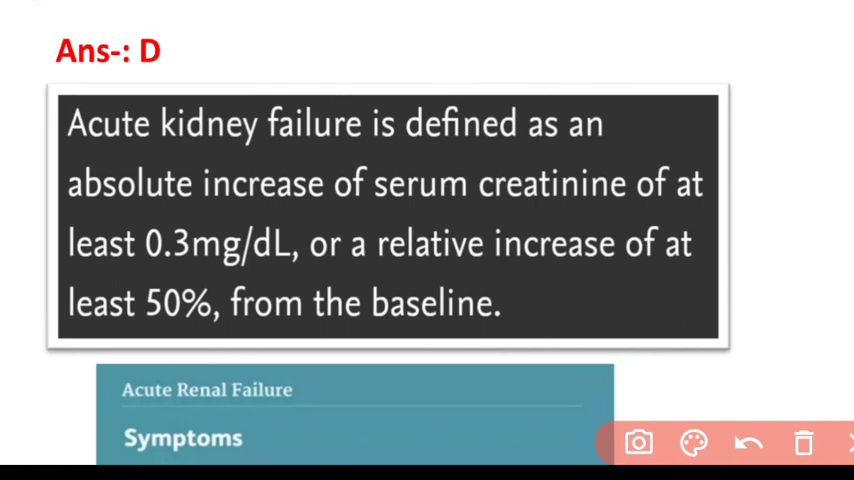 Ans-: D
Acute kidney failure is defined as an
absolute increase of serum creatinine of at
least 0.3mg/dL, or a relative increase of at
least 50%, from the baseline.
Acute Renal Failure
Symptoms